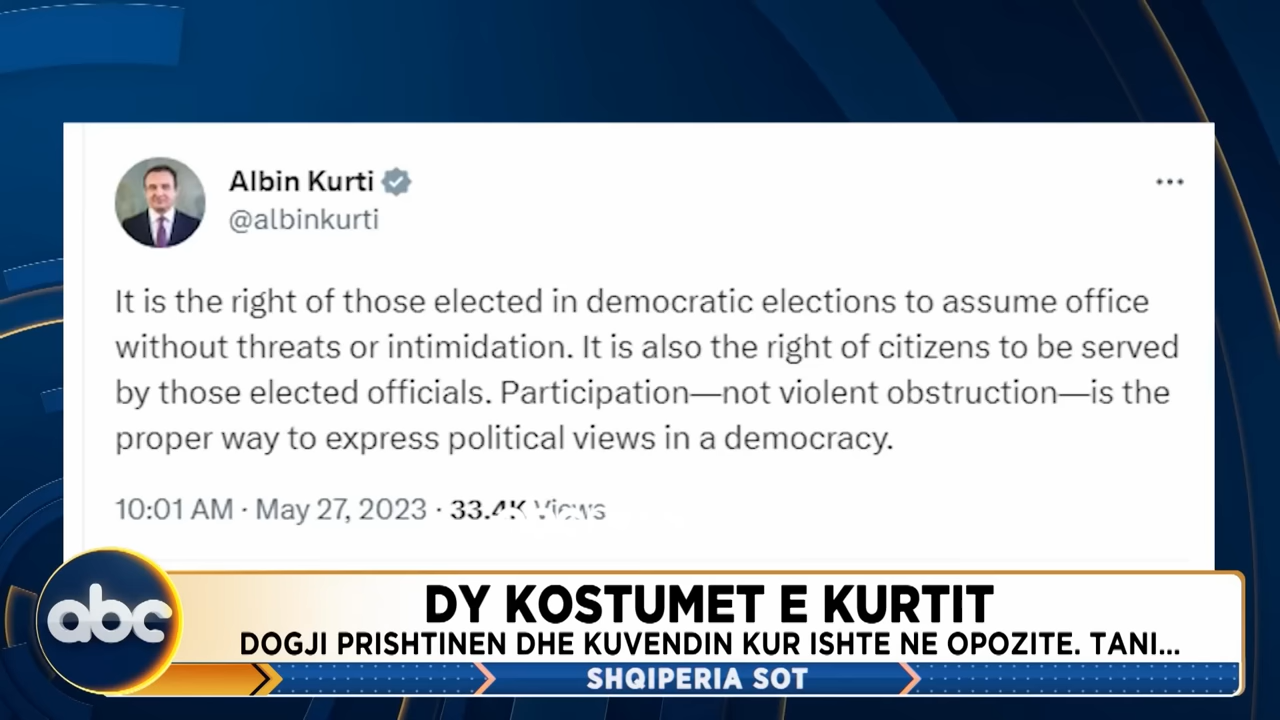 Albin Kurti
@albinkurti
It is the right of those elected in democratic elections to assume office
without threats or intimidation. It is also the right of citizens to be served
by those elected officials. Participation—not violent obstruction—is the
proper way to express political views in a democracy.
10:01 AM · May 27, 2023 · 33.4K Views
abc
DY KOSTUMET E KURTIT
DOGJI PRISHTINEN DHE KUVENDIN KUR ISHTE NE OPOZITE. TANI...
SHQIPERIA SOT